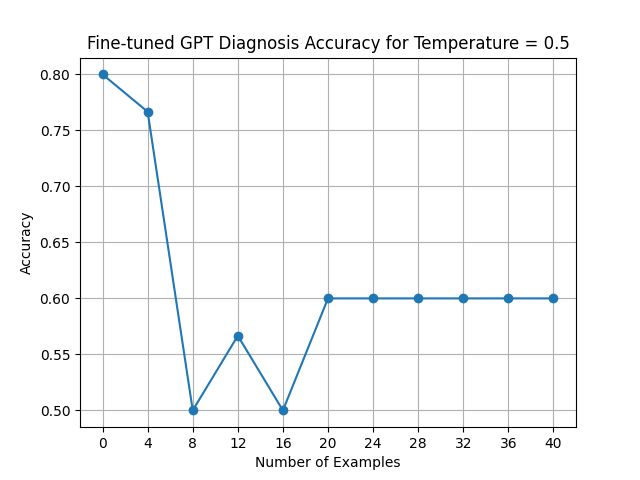 Fine-tuned GPT Diagnosis Accuracy for Temperature = 0.5
0.80
0.75
0.70
0.65
0.60
0.55
0.50
Accuracy
0 4 8 12 16 20 24 28 32 36 40
Number of Examples